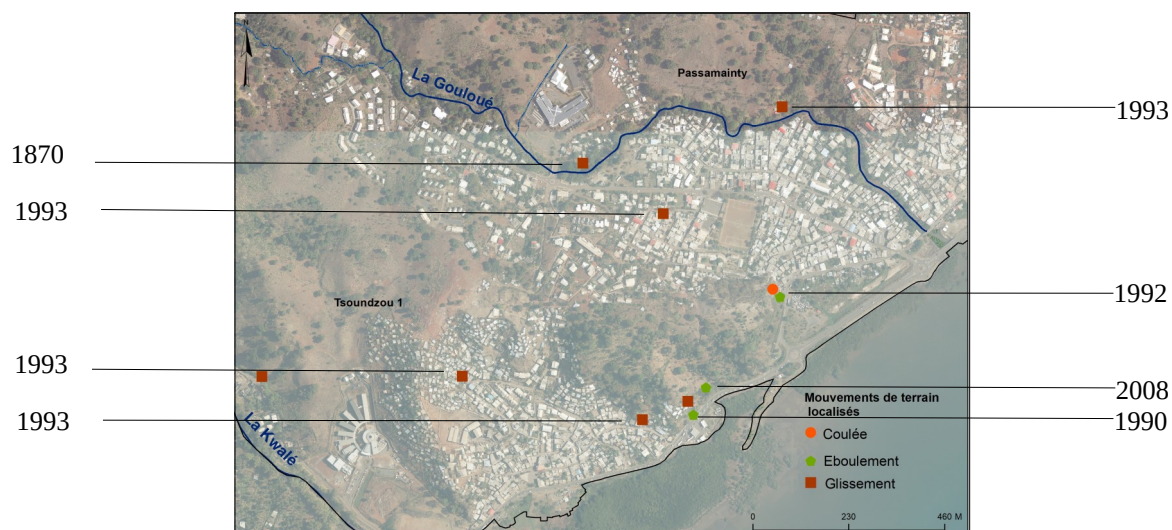 N
La Gouloué
Passamainty
1993
1870
1993
Tsoundzou 1
1992
1993
2008
1993
1990
La Kwalé
Mouvements de terrain
localisés
Coulée
Eboulement
Glissement
0 230 460 M